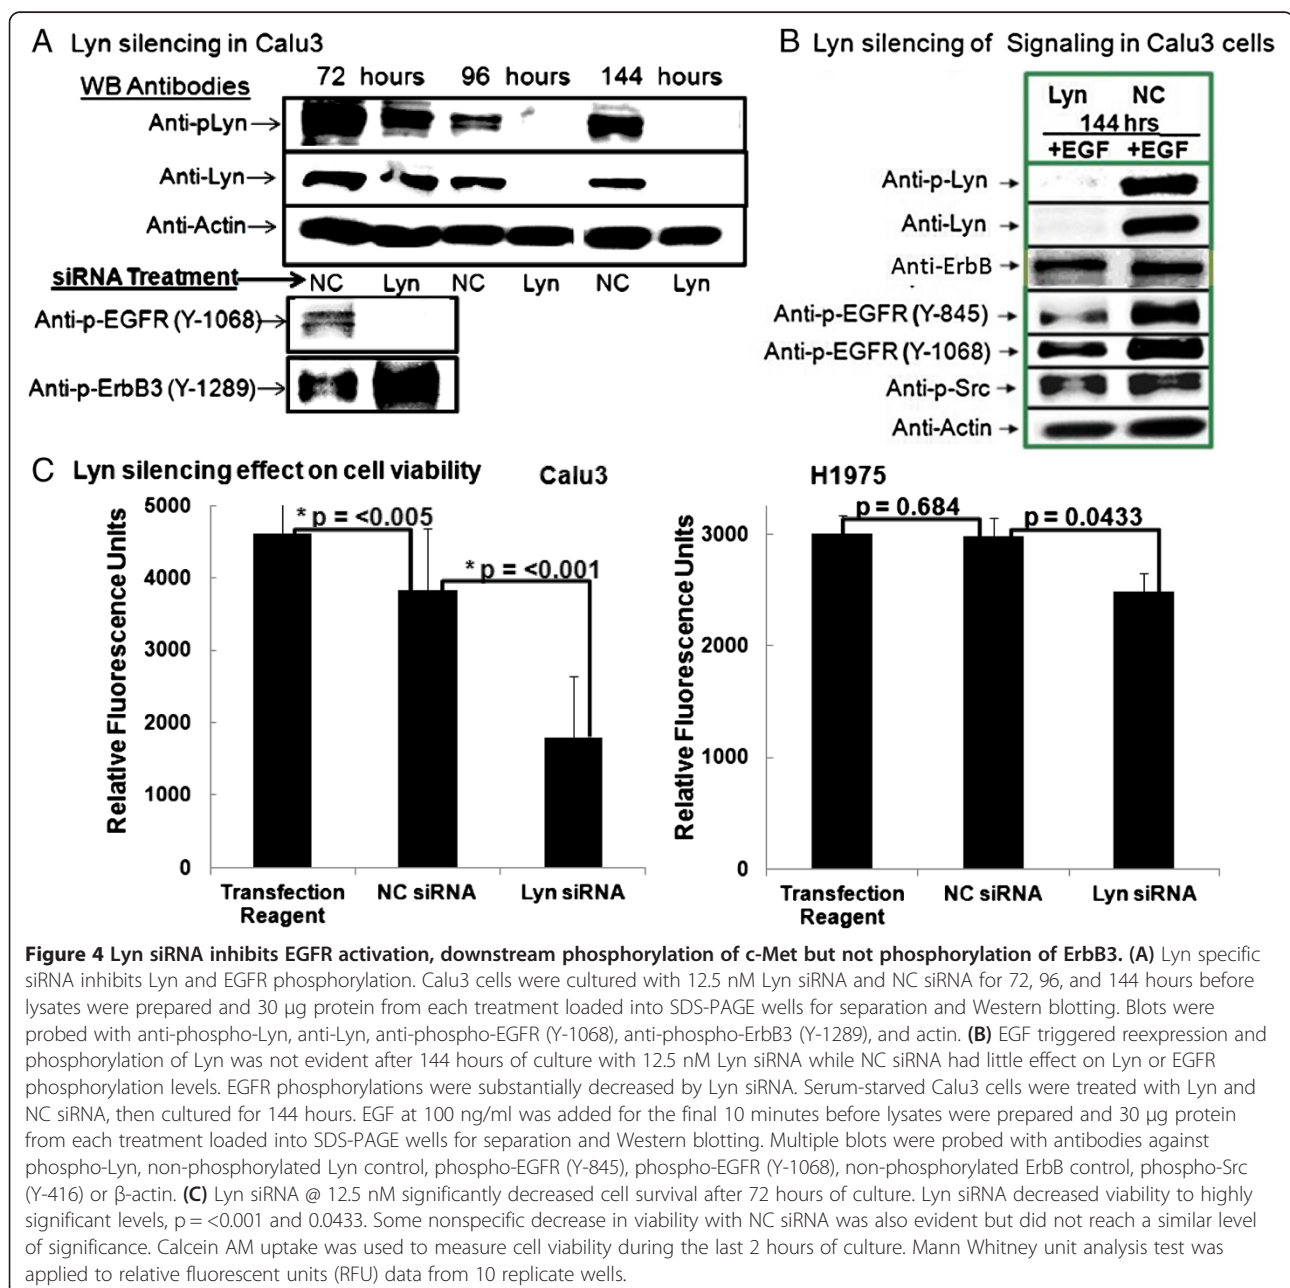 A Lyn silencing in Calu3
WB Antibodies
72 hours 96 hours 144 hours
Anti-pLyn
Anti-Lyn
Anti-Actin
siRNA Treatment
NC Lyn NC Lyn NC Lyn
Anti-p-EGFR (Y-1068)
Anti-p-ErbB3 (Y-1289)
B Lyn silencing of Signaling in Calu3 cells
Lyn NC
144 hrs
+EGF +EGF
Anti-p-Lyn
Anti-Lyn
Anti-ErbB
Anti-p-EGFR (Y-845)
Anti-p-EGFR (Y-1068)
Anti-p-Src
Anti-Actin
C Lyn silencing effect on cell viability
Calu3
Relative Fluorescence Units
5000
4000
3000
2000
1000
0
* p = <0.005
* p = <0.001
Transfection Reagent
NC siRNA
Lyn siRNA
H1975
Relative Fluorescence Units
3000
2000
1000
0
p = 0.684
p = 0.0433
Transfection Reagent
NC siRNA
Lyn siRNA
Figure 4 Lyn siRNA inhibits EGFR activation, downstream phosphorylation of c-Met but not phosphorylation of ErbB3. (A) Lyn specific
siRNA inhibits Lyn and EGFR phosphorylation. Calu3 cells were cultured with 12.5 nM Lyn siRNA and NC siRNA for 72, 96, and 144 hours before
lysates were prepared and 30 μg protein from each treatment loaded into SDS-PAGE wells for separation and Western blotting. Blots were
probed with anti-phospho-Lyn, anti-Lyn, anti-phospho-EGFR (Y-1068), anti-phospho-ErbB3 (Y-1289), and actin. (B) EGF triggered reexpression and
phosphorylation of Lyn was not evident after 144 hours of culture with 12.5 nM Lyn siRNA while NC siRNA had little effect on Lyn or EGFR
phosphorylation levels. EGFR phosphorylations were substantially decreased by Lyn siRNA. Serum-starved Calu3 cells were treated with Lyn and
NC siRNA, then cultured for 144 hours. EGF at 100 ng/ml was added for the final 10 minutes before lysates were prepared and 30 μg protein
from each treatment loaded into SDS-PAGE wells for separation and Western blotting. Multiple blots were probed with antibodies against
phospho-Lyn, non-phosphorylated Lyn control, phospho-EGFR (Y-845), phospho-EGFR (Y-1068), non-phosphorylated ErbB control, phospho-Src
(Y-416) or β-actin. (C) Lyn siRNA @ 12.5 nM significantly decreased cell survival after 72 hours of culture. Lyn siRNA decreased viability to highly
significant levels, p = <0.001 and 0.0433. Some nonspecific decrease in viability with NC siRNA was also evident but did not reach a similar level
of significance. Calcein AM uptake was used to measure cell viability during the last 2 hours of culture. Mann Whitney unit analysis test was
applied to relative fluorescent units (RFU) data from 10 replicate wells.